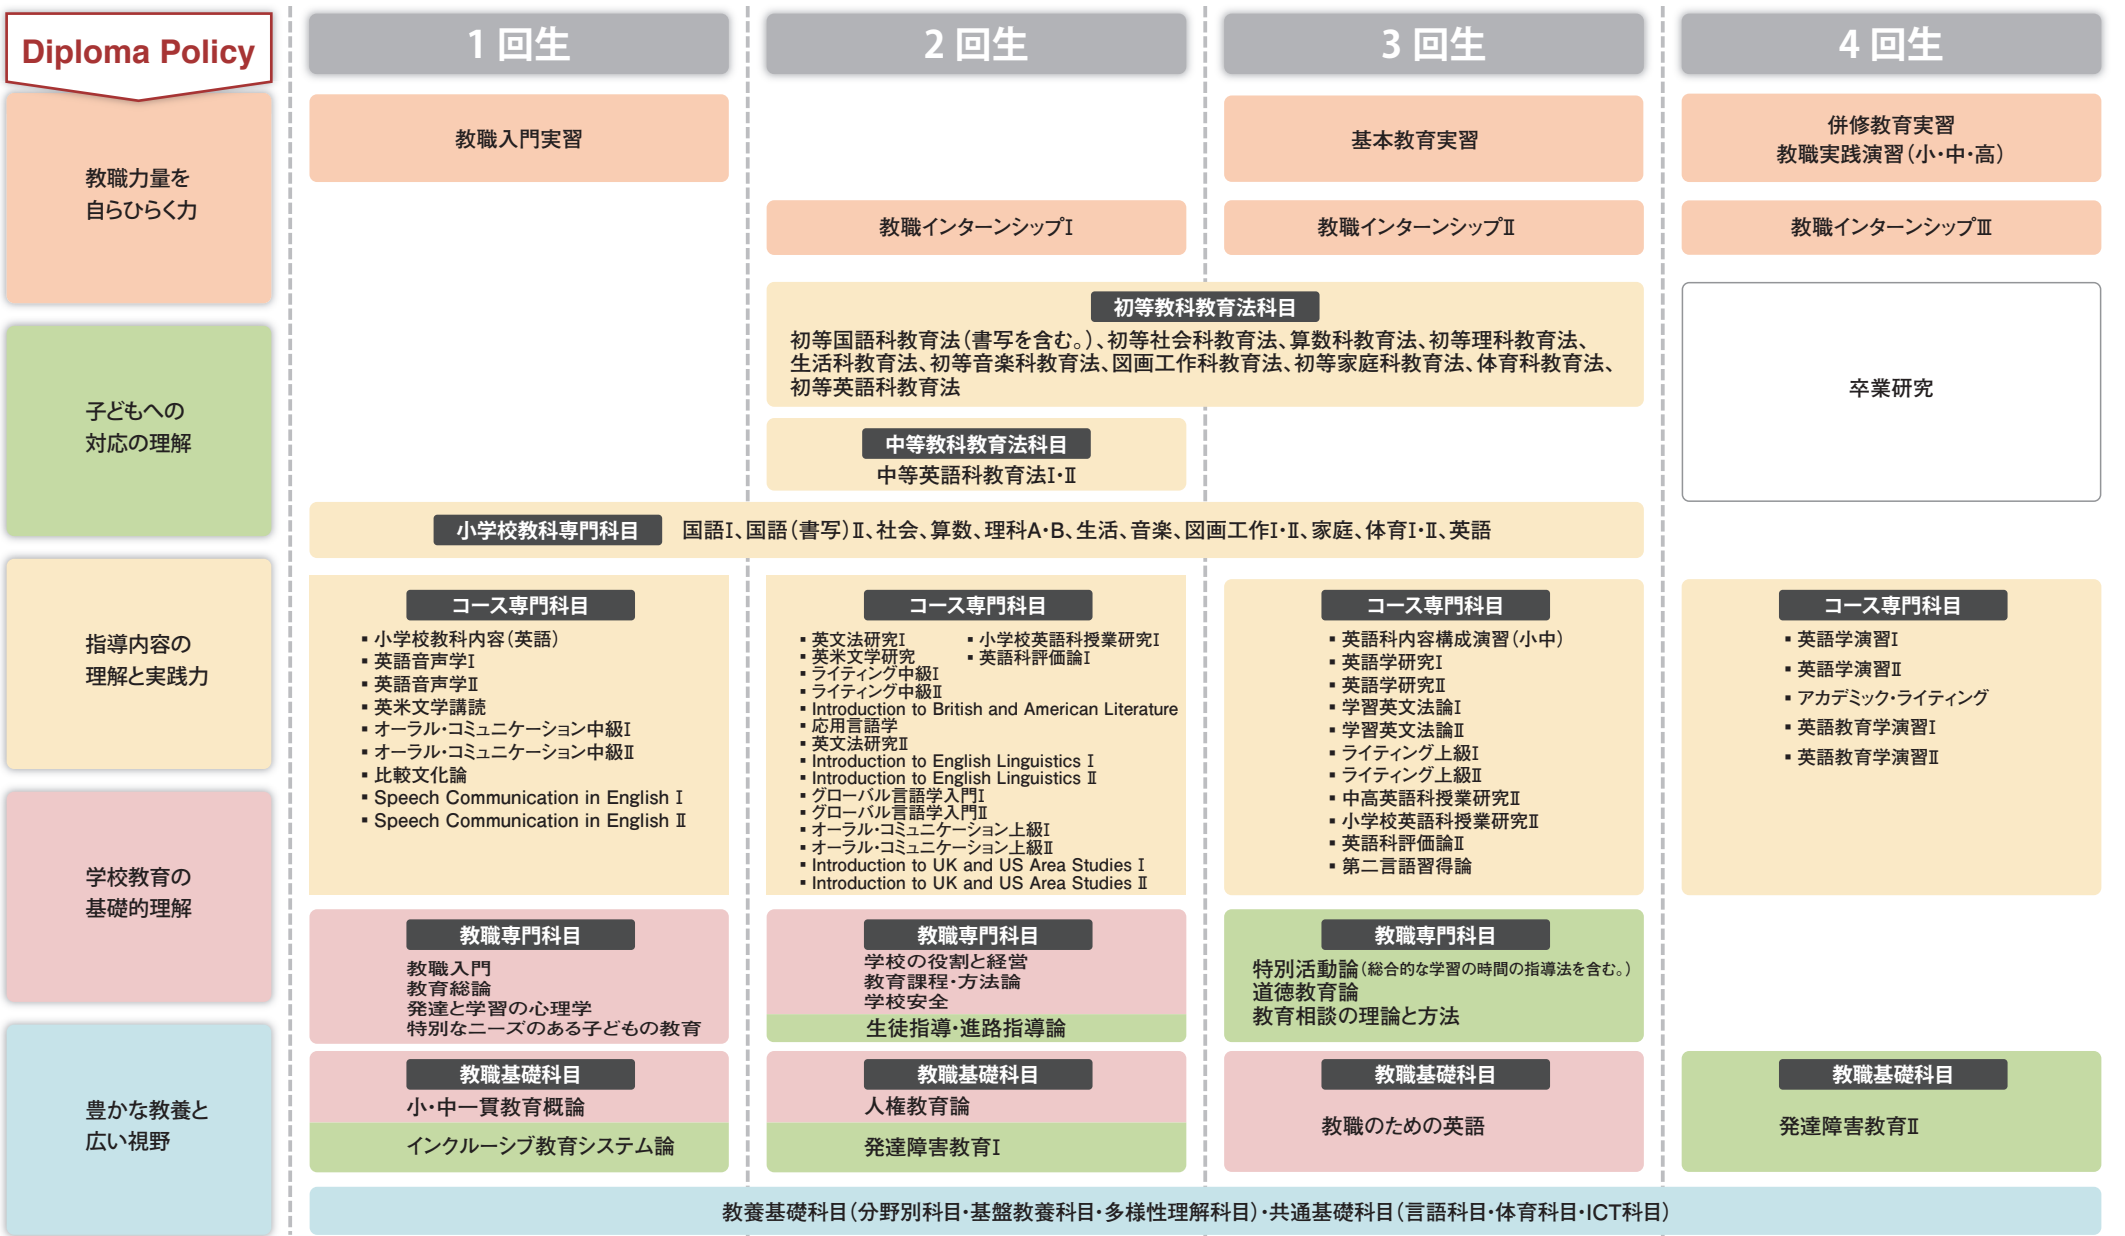 Diploma Policy
1回生
2回生
3回生
4回生
教職力量を
自らひらく力
子どもへの
対応の理解
指導内容の
理解と実践力
学校教育の
基礎的理解
豊かな教養と
広い視野
教職入門実習
基本教育実習
併修教育実習
教職実践演習(小・中・高)
教職インターンシップⅠ
教職インターンシップⅡ
教職インターンシップⅢ
初等教科教育法科目
初等国語科教育法(書写を含む。)、初等社会科教育法、算数科教育法、初等理科教育法、
生活科教育法、初等音楽科教育法、図画工作科教育法、初等家庭科教育法、体育科教育法、
初等英語科教育法
卒業研究
中等教科教育法科目
中等英語科教育法Ⅰ・Ⅱ
小学校教科専門科目 国語Ⅰ、国語(書写)Ⅱ、社会、算数、理科A・B、生活、音楽、図画工作Ⅰ・Ⅱ、家庭、体育Ⅰ・Ⅱ、英語
コース専門科目
▪ 小学校教科内容(英語)
▪ 英語音声学Ⅰ
▪ 英語音声学Ⅱ
▪ 英米文学講読
▪ オーラル・コミュニケーション中級Ⅰ
▪ オーラル・コミュニケーション中級Ⅱ
▪ 比較文化論
▪ Speech Communication in English Ⅰ
▪ Speech Communication in English Ⅱ
コース専門科目
▪ 英文法研究Ⅰ
▪ 英米文学研究
▪ ライティング中級Ⅰ
▪ ライティング中級Ⅱ
▪ Introduction to British and American Literature
▪ 応用言語学
▪ 英文法研究Ⅱ
▪ Introduction to English Linguistics Ⅰ
▪ Introduction to English Linguistics Ⅱ
▪ グローバル言語学入門Ⅰ
▪ グローバル言語学入門Ⅱ
▪ オーラル・コミュニケーション上級Ⅰ
▪ オーラル・コミュニケーション上級Ⅱ
▪ Introduction to UK and US Area Studies Ⅰ
▪ Introduction to UK and US Area Studies Ⅱ
▪ 小学校英語科授業研究Ⅰ
▪ 英語科評価論Ⅰ
コース専門科目
▪ 英語科内容構成演習(小中)
▪ 英語学研究Ⅰ
▪ 英語学研究Ⅱ
▪ 学習英文法論Ⅰ
▪ 学習英文法論Ⅱ
▪ ライティング上級Ⅰ
▪ ライティング上級Ⅱ
▪ 中高英語科授業研究Ⅱ
▪ 小学校英語科授業研究Ⅱ
▪ 英語科評価論Ⅱ
▪ 第二言語習得論
コース専門科目
▪ 英語学演習Ⅰ
▪ 英語学演習Ⅱ
▪ アカデミック・ライティング
▪ 英語教育学演習Ⅰ
▪ 英語教育学演習Ⅱ
教職専門科目
教職入門
教育総論
発達と学習の心理学
特別なニーズのある子どもの教育
教職専門科目
学校の役割と経営
教育課程・方法論
学校安全
生徒指導・進路指導論
教職専門科目
特別活動論(総合的な学習の時間の指導法を含む。)
道徳教育論
教育相談の理論と方法
教職基礎科目
小・中一貫教育概論
インクルーシブ教育システム論
教職基礎科目
人権教育論
発達障害教育Ⅰ
教職基礎科目
教職のための英語
教職基礎科目
発達障害教育Ⅱ
教養基礎科目(分野別科目・基盤教養科目・多様性理解科目)・共通基礎科目(言語科目・体育科目・ICT科目)